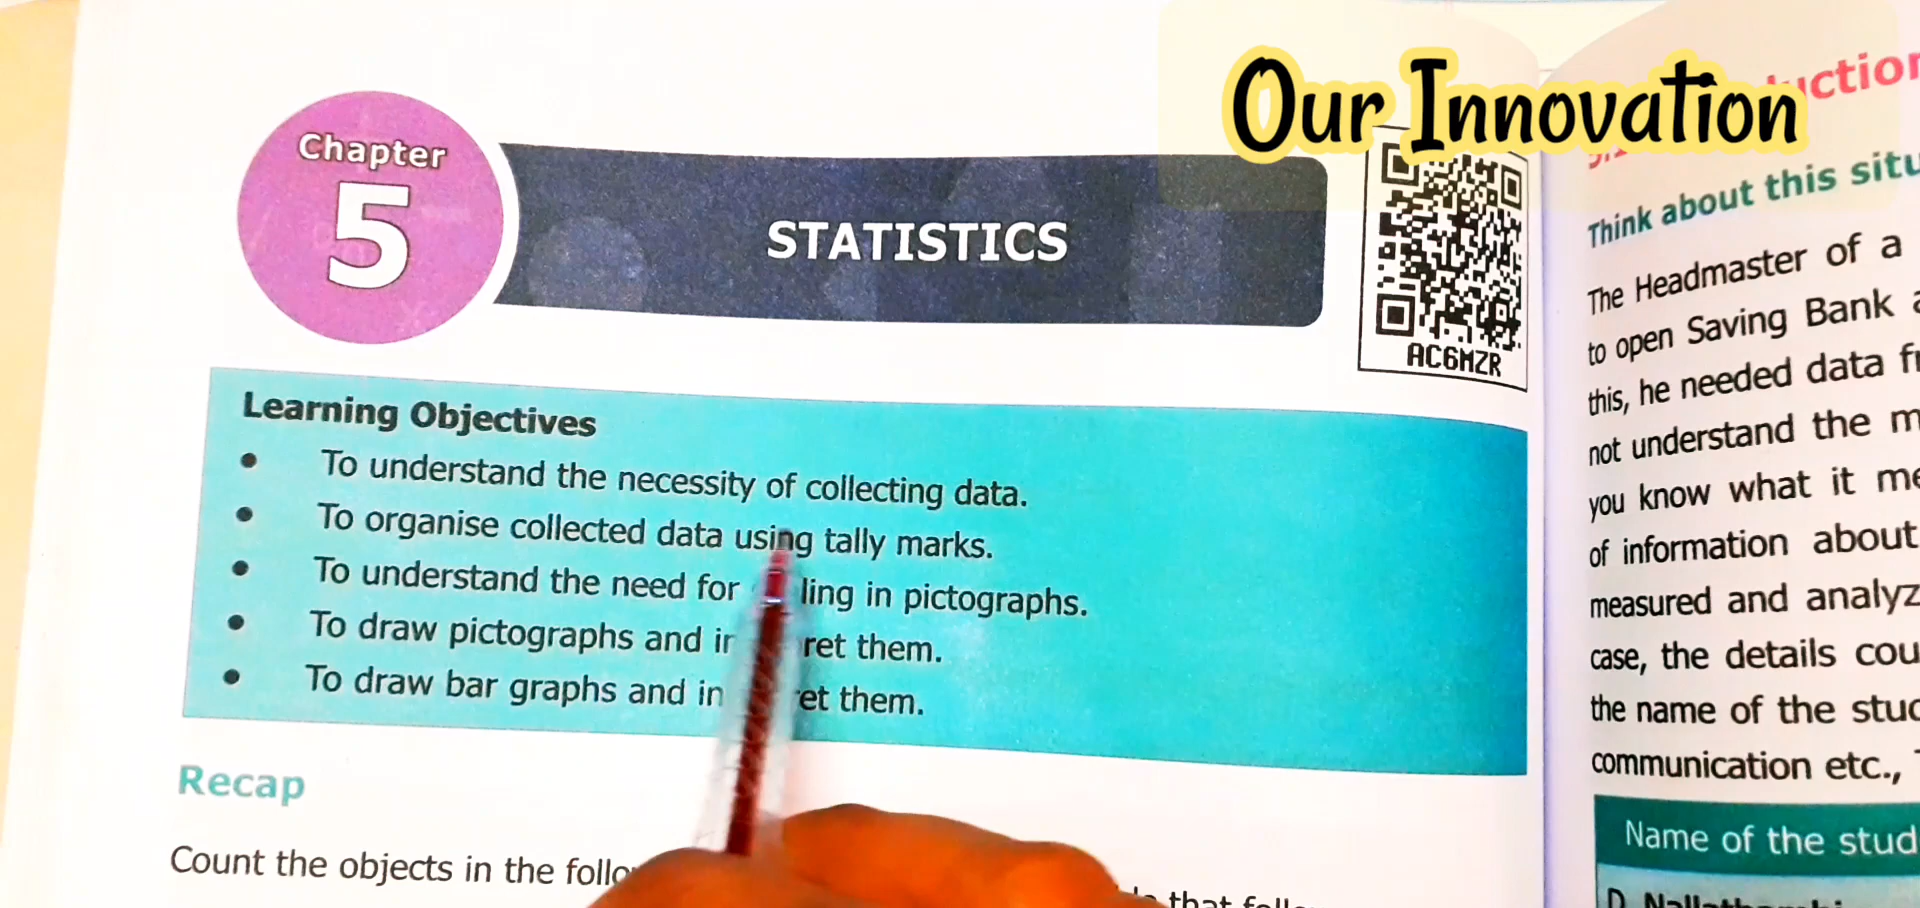 Our Innovation
Chapter
5
STATISTICS
AC6MZR
Learning Objectives
• To understand the necessity of collecting data.
• To organise collected data using tally marks.
• To understand the need for ling in pictographs.
• To draw pictographs and in ret them.
• To draw bar graphs and in et them.
Recap
Count the objects in the follo
that follo
uction
Think about this situ
The Headmaster of a
to open Saving Bank a
this, he needed data fr
not understand the m
you know what it me
of information about
measured and analyz
case, the details cou
the name of the stud
communication etc.,
Name of the stud